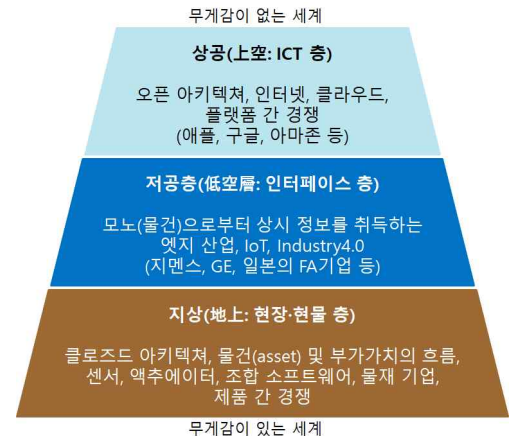 무게감이 없는 세계
상공(上空: ICT 층)
오픈 아키텍쳐, 인터넷, 클라우드,
플랫폼 간 경쟁
(애플, 구글, 아마존 등)
저공층(低空層: 인터페이스 층)
모노(물건)으로부터 상시 정보를 취득하는
엣지 산업, IoT, Industry4.0
(지멘스, GE, 일본의 FA기업 등)
지상(地上: 현장·현물 층)
클로즈드 아키텍쳐, 물건(asset) 및 부가가치의 흐름,
센서, 액추에이터, 조합 소프트웨어, 물재 기업,
제품 간 경쟁
무게감이 있는 세계